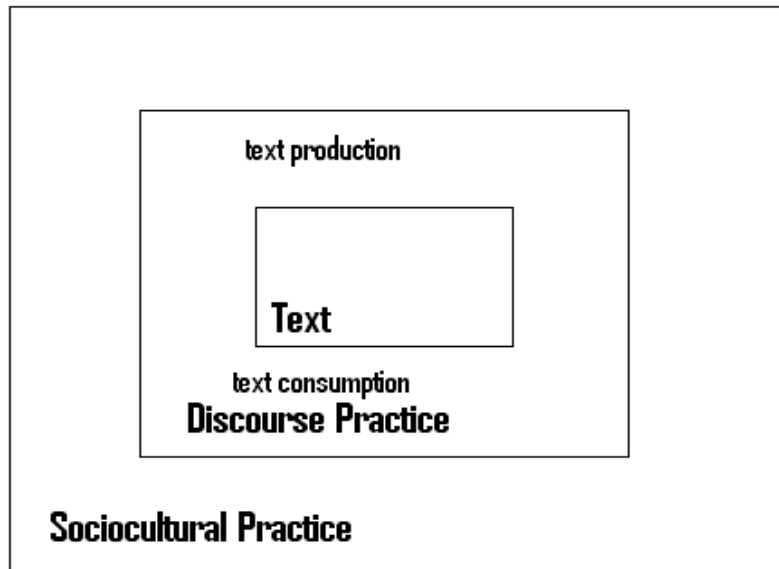 text production
Text
text consumption
Discourse Practice
Sociocultural Practice